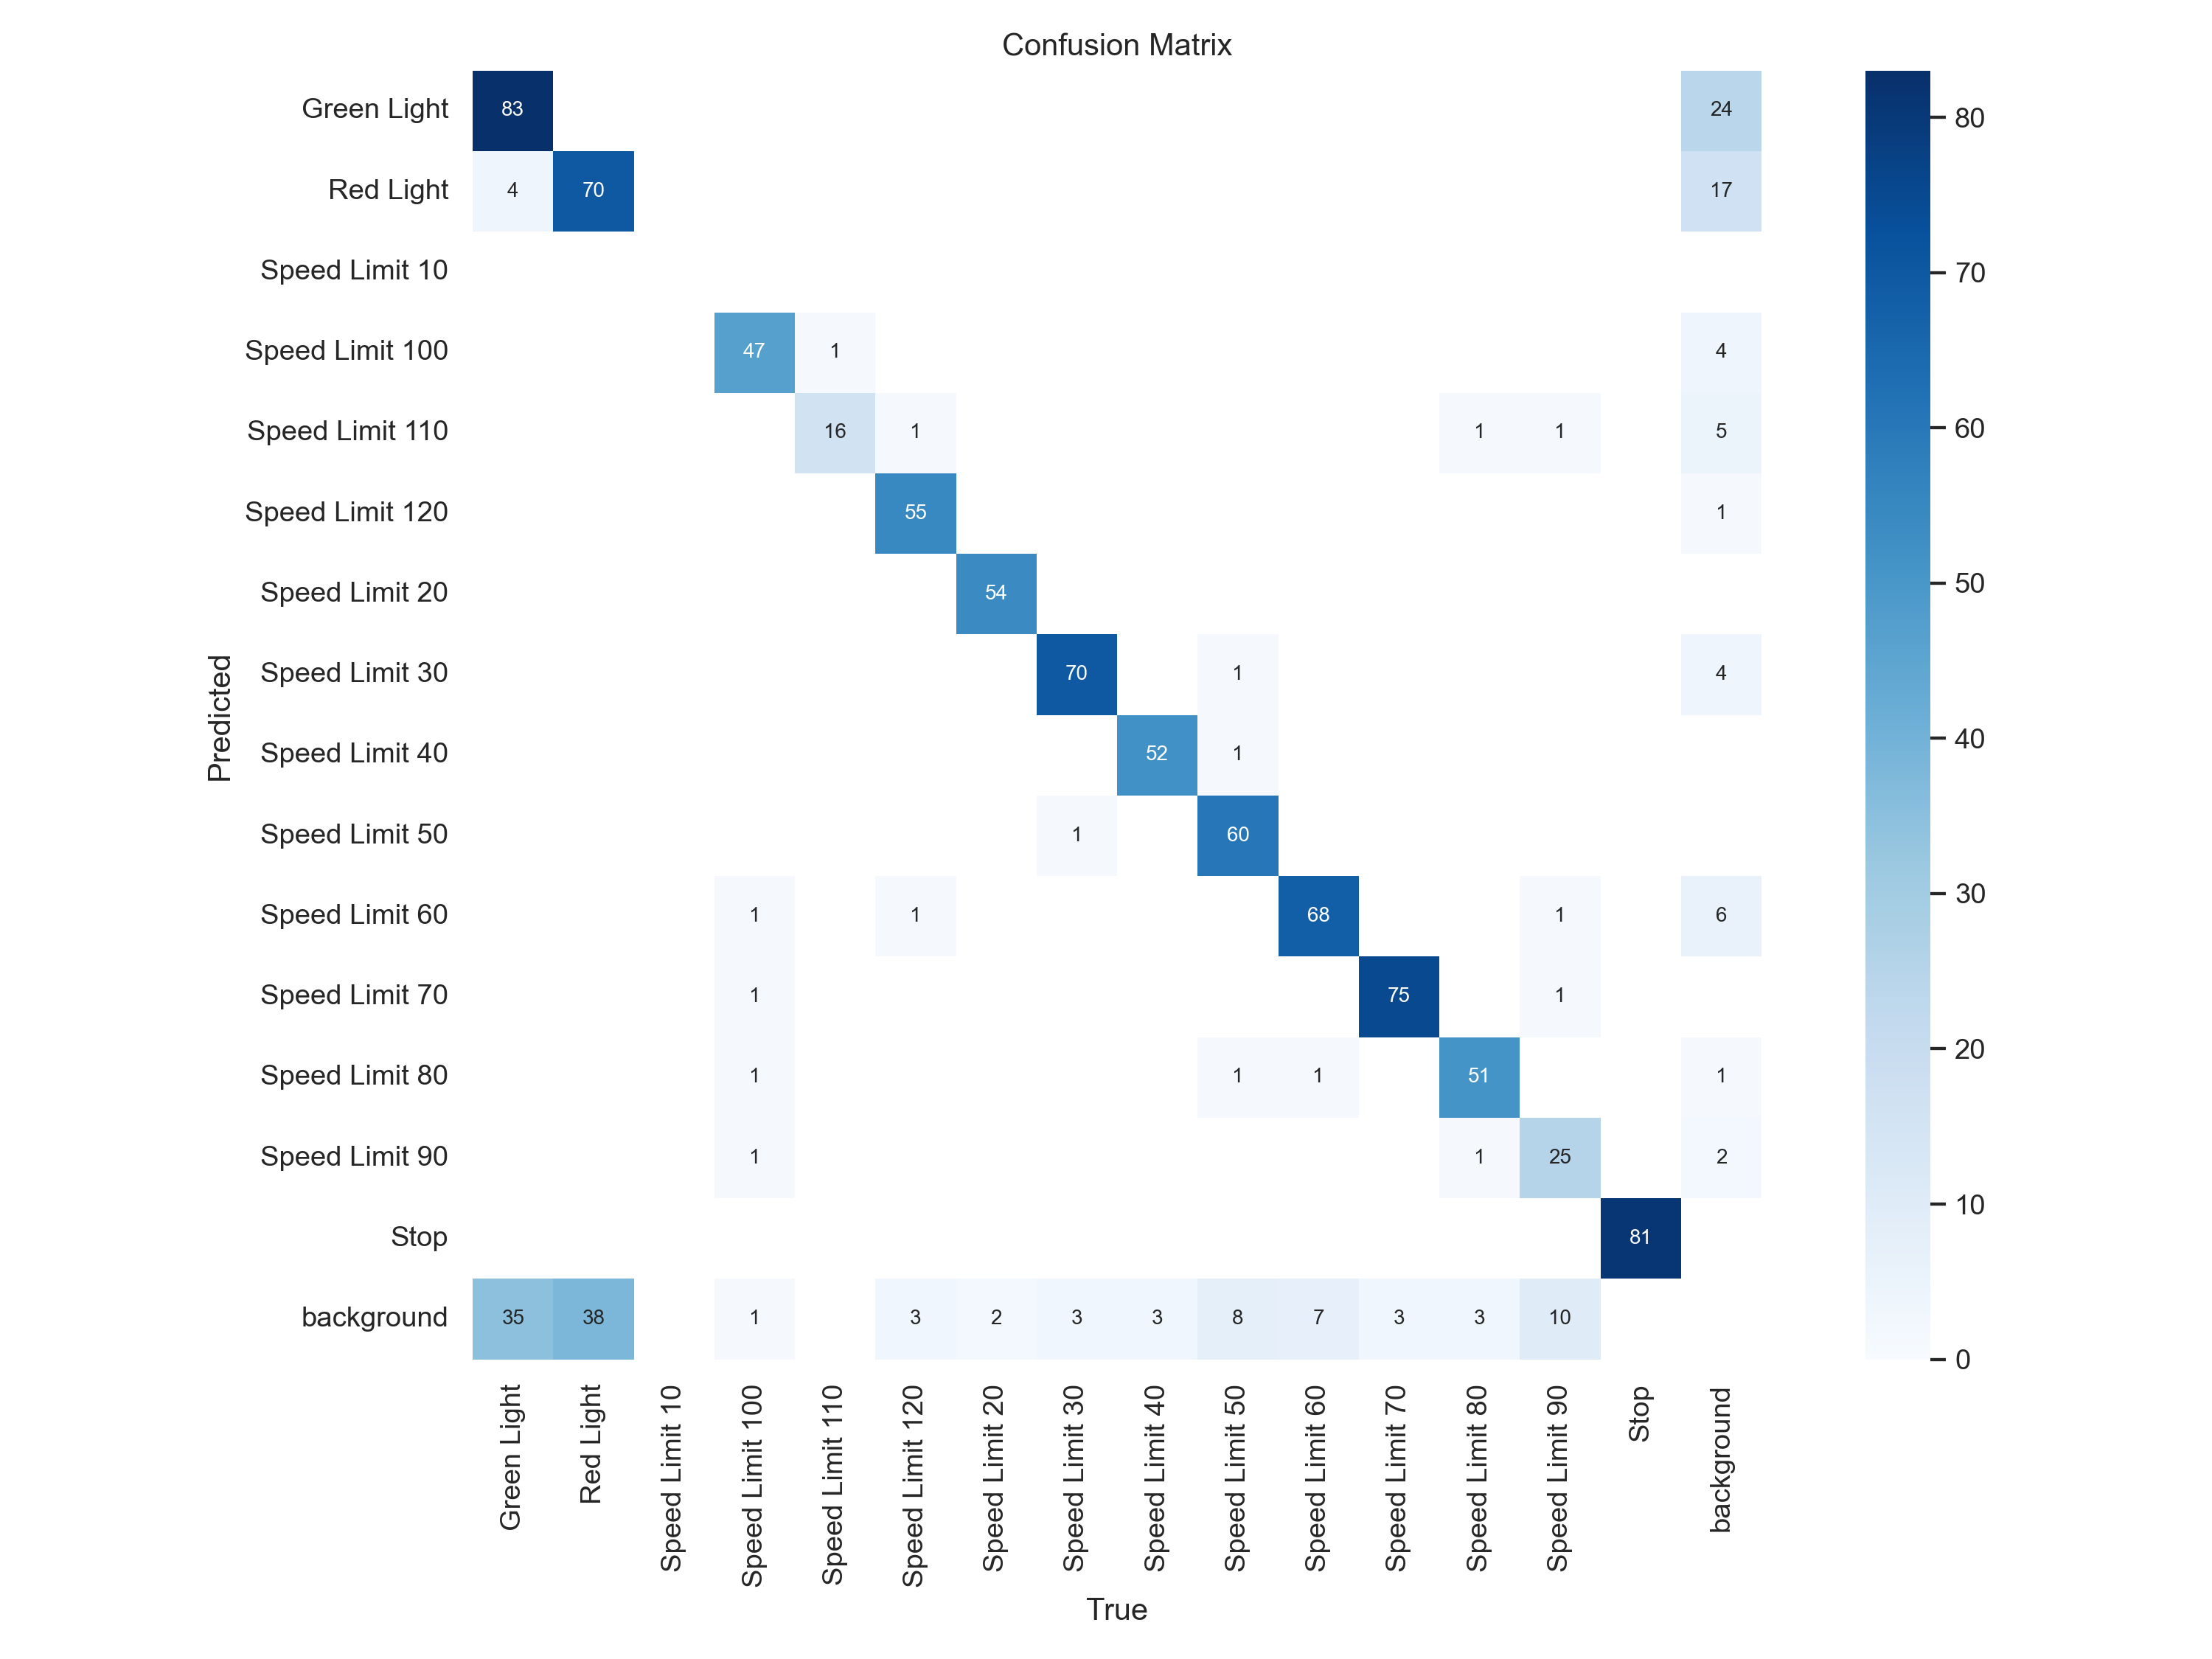 Confusion Matrix
Green Light 83 24
Red Light 4 70 17
Speed Limit 10
Speed Limit 100 47 1 4
Speed Limit 110 16 1 1 1 5
Speed Limit 120 55 1
Speed Limit 20 54
Speed Limit 30 70 1 4
Speed Limit 40 52 1
Speed Limit 50 1 60
Speed Limit 60 1 1 68 1 6
Speed Limit 70 1 75 1
Speed Limit 80 1 1 1 51 1
Speed Limit 90 1 1 25 2
Stop 81
background 35 38 1 3 2 3 3 8 7 3 3 10
Predicted
Green Light
Red Light
Speed Limit 10
Speed Limit 100
Speed Limit 110
Speed Limit 120
Speed Limit 20
Speed Limit 30
Speed Limit 40
Speed Limit 50
Speed Limit 60
Speed Limit 70
Speed Limit 80
Speed Limit 90
Stop
background
True
80
70
60
50
40
30
20
10
0